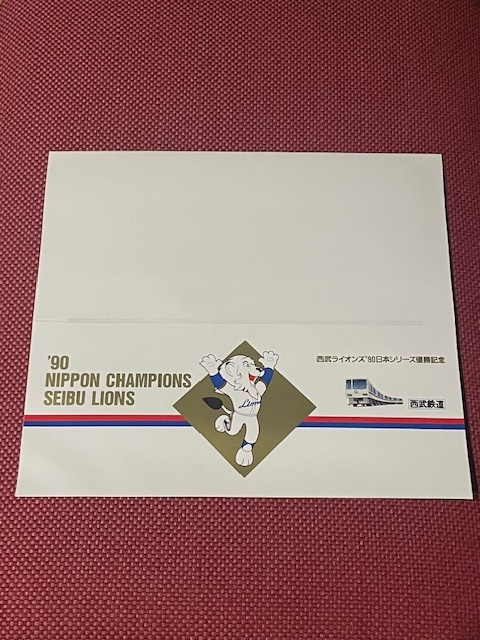 '90
NIPPON CHAMPIONS
SEIBU LIONS
西武ライオンズ'90日本シリーズ優勝記念
西武鉄道
Lions